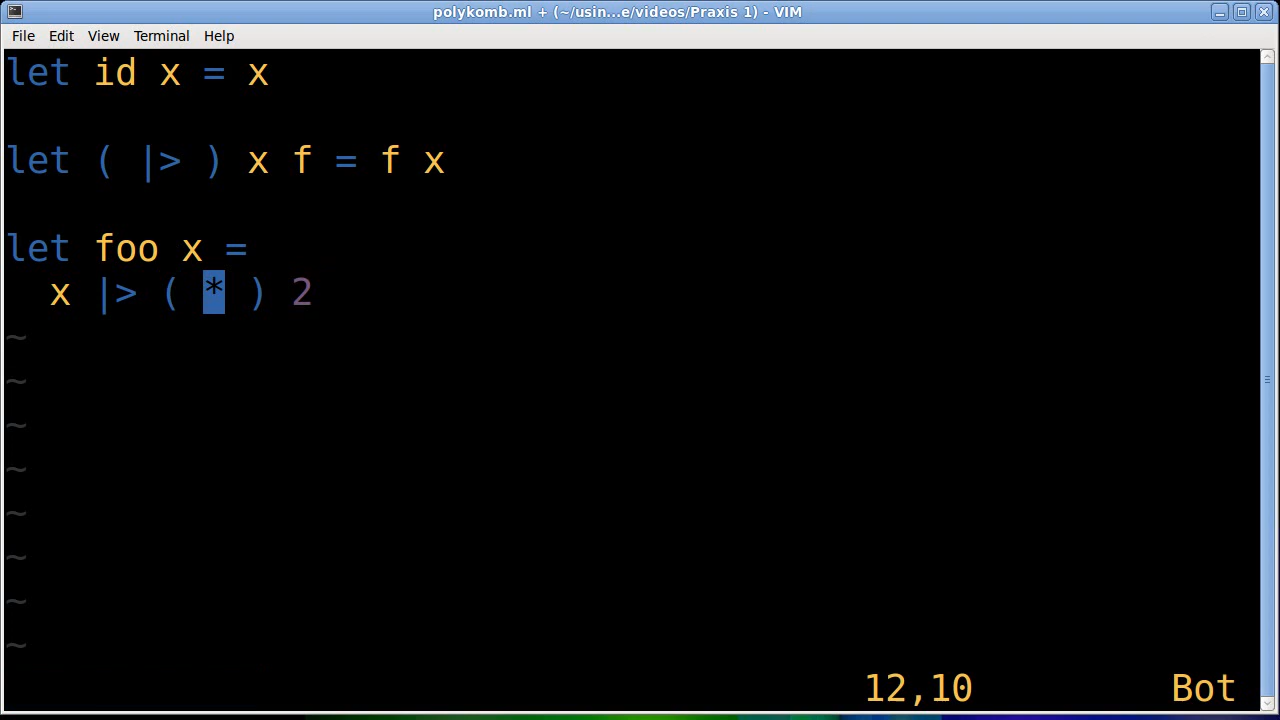 polykomb.ml + (~/usin...e/videos/Praxis 1) - VIM
File Edit View Terminal Help
let id x = x
let ( |> ) x f = f x
let foo x =
x |> ( * ) 2
~
~
~
~
~
~
~
~
12,10 Bot